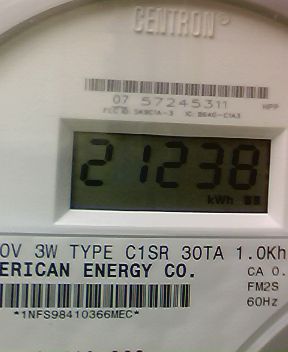 CENTRON®
07 57245311 HPP
21238
kWh
0V 3W TYPE C1SR 30TA 1.0Kh
ERICAN ENERGY CO.
CA 0.
FM2S
60Hz
*1NFS98410366MEC*